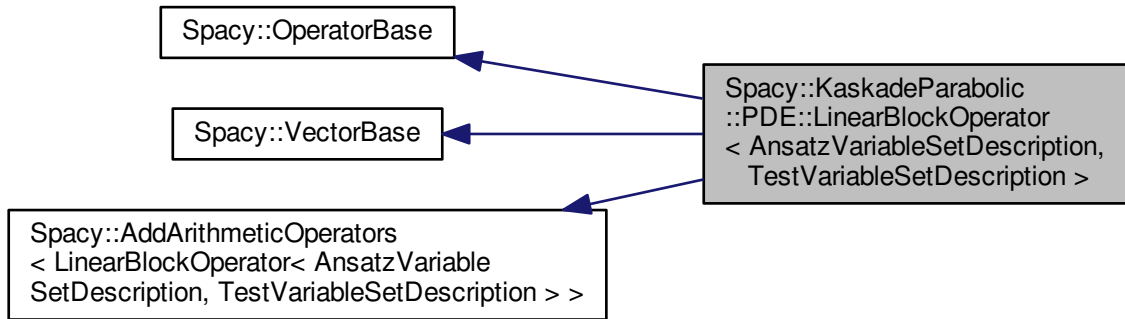 Spacy::OperatorBase
Spacy::VectorBase
Spacy::AddArithmeticOperators
< LinearBlockOperator< AnsatzVariable
SetDescription, TestVariableSetDescription > >
Spacy::KaskadeParabolic
::PDE::LinearBlockOperator
< AnsatzVariableSetDescription,
TestVariableSetDescription >